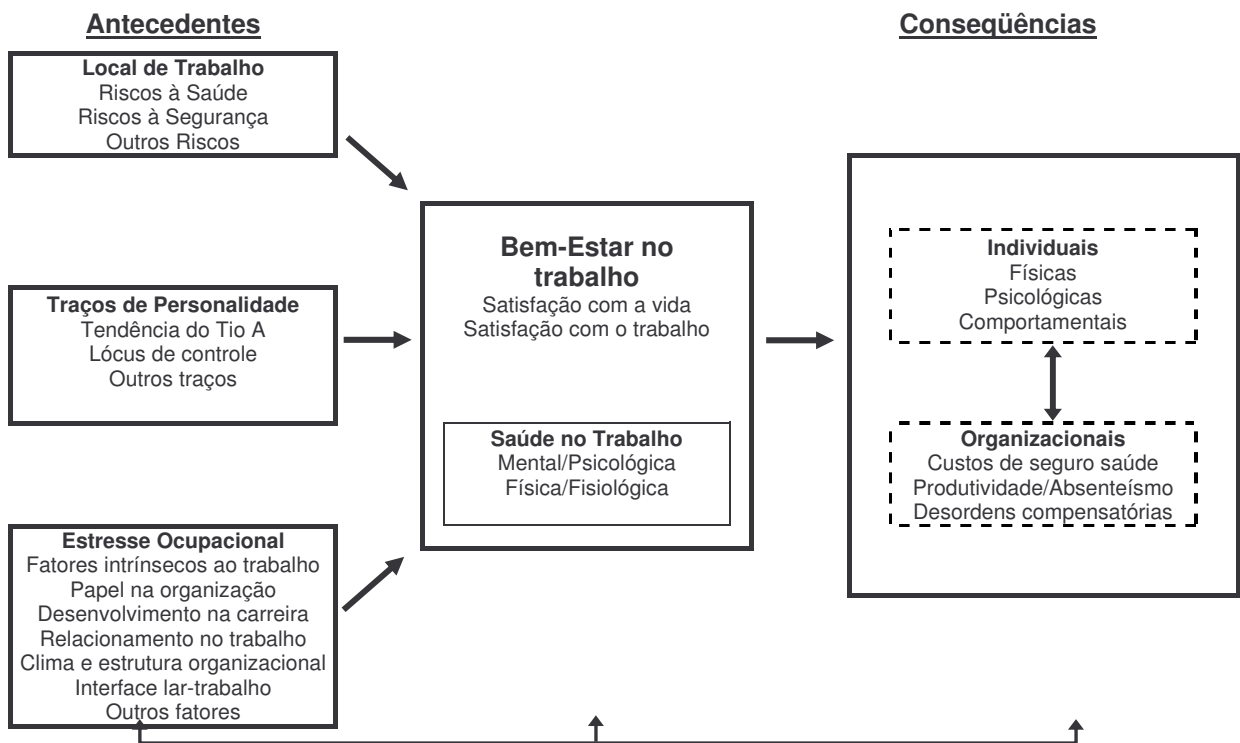 Antecedentes
Conseqüências
Local de Trabalho
Riscos à Saúde
Riscos à Segurança
Outros Riscos
Traços de Personalidade
Tendência do Tio A
Lócus de controle
Outros traços
Estresse Ocupacional
Fatores intrínsecos ao trabalho
Papel na organização
Desenvolvimento na carreira
Relacionamento no trabalho
Clima e estrutura organizacional
Interface lar-trabalho
Outros fatores
Bem-Estar no
trabalho
Satisfação com a vida
Satisfação com o trabalho
Saúde no Trabalho
Mental/Psicológica
Física/Fisiológica
Individuais
Físicas
Psicológicas
Comportamentais
Organizacionais
Custos de seguro saúde
Produtividade/Absenteísmo
Desordens compensatórias